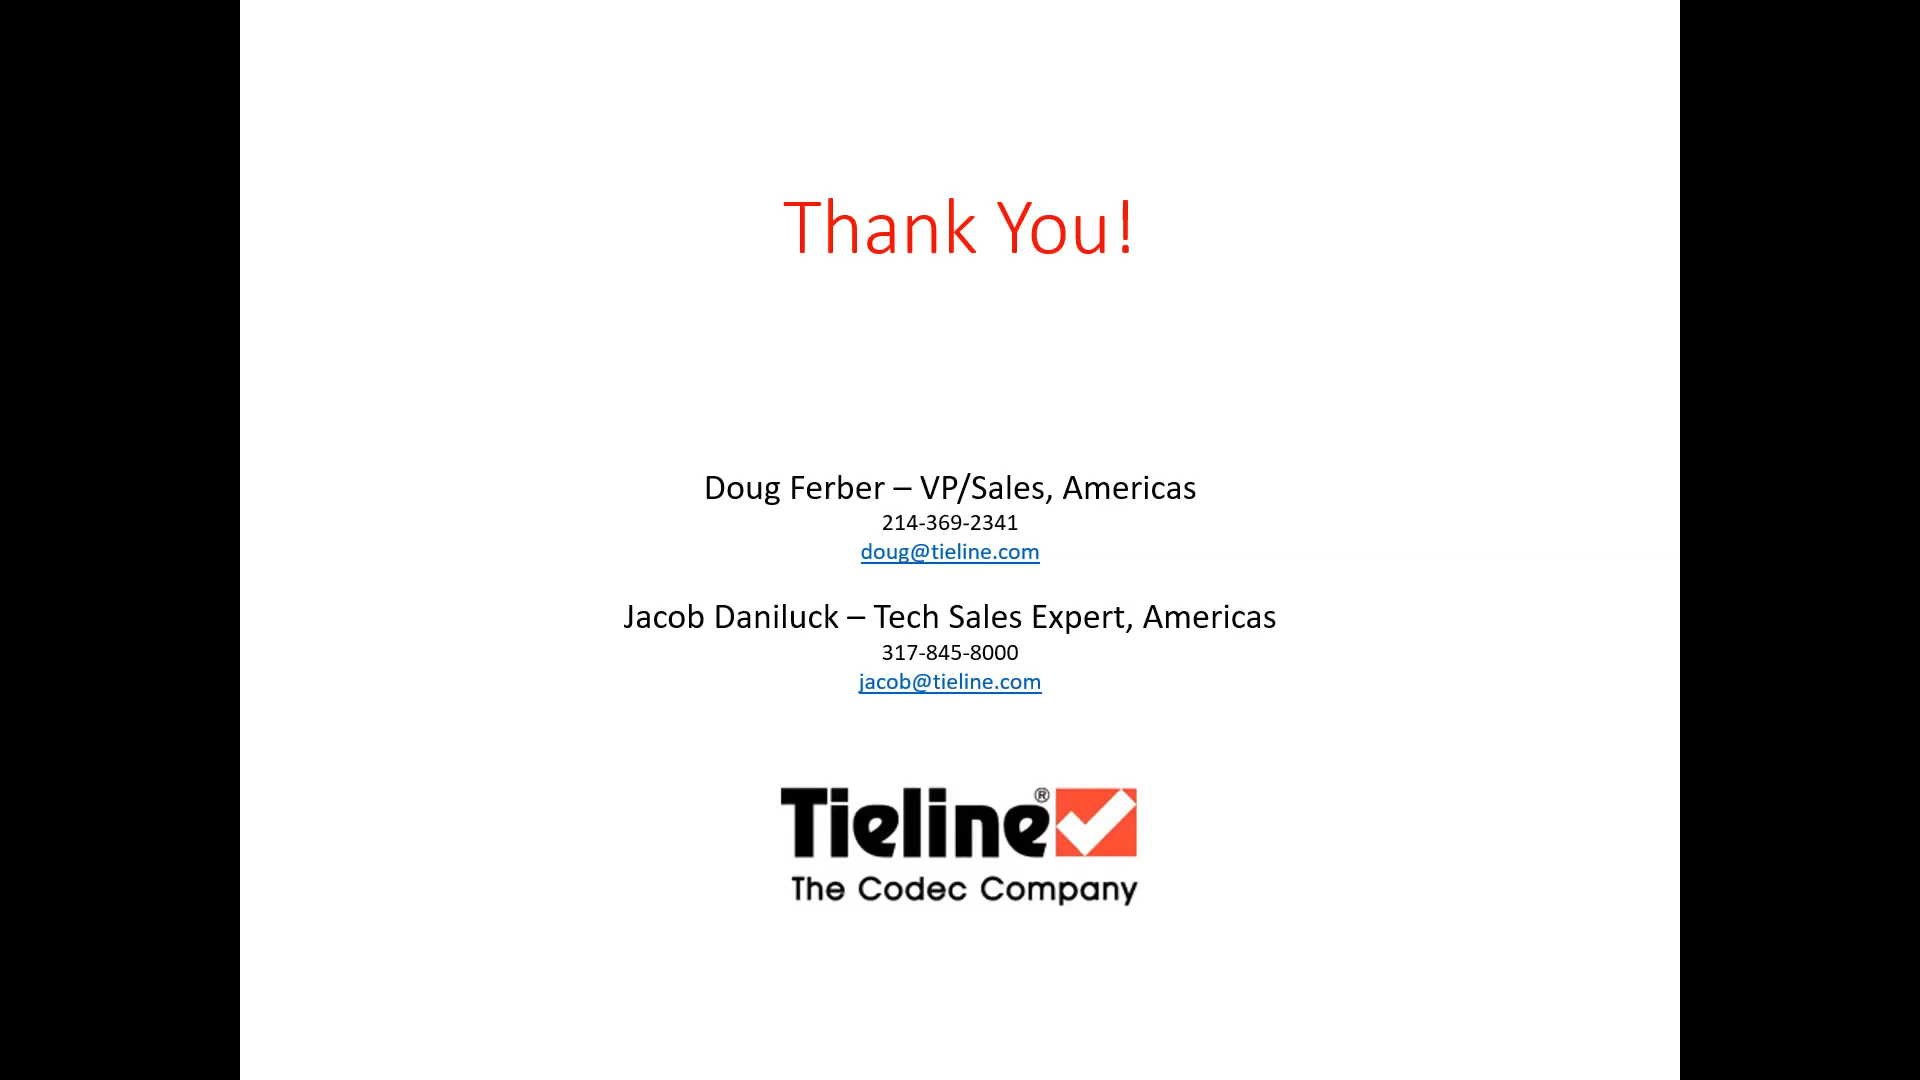 Thank You!
Doug Ferber – VP/Sales, Americas
214-369-2341
doug@tieline.com
Jacob Daniluck – Tech Sales Expert, Americas
317-845-8000
jacob@tieline.com
Tieline®
The Codec Company